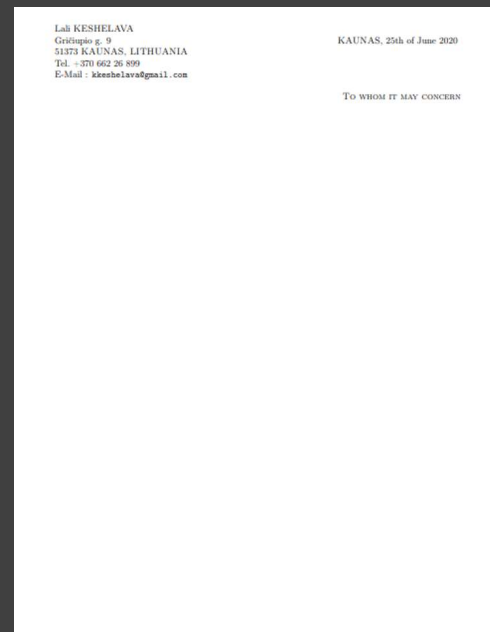 Lali KESHELAVA
Gričiupio g. 9
51373 KAUNAS, LITHUANIA
Tel. +370 662 26 899
E-Mail : kkeshelava@gmail.com
KAUNAS, 25th of June 2020
To whom it may concern